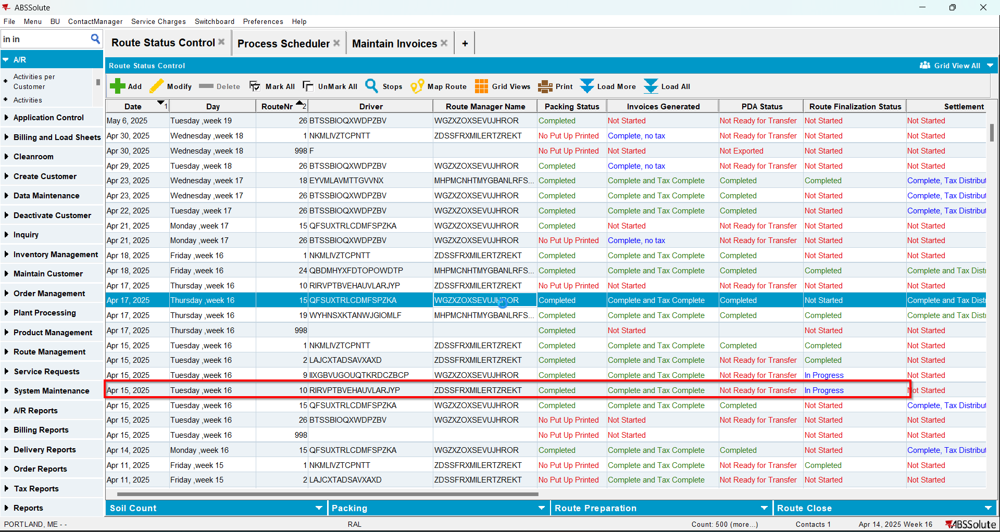 ABSSolute
File Menu BU ContactManager Service Charges Switchboard Preferences Help
in in
Route Status Control Process Scheduler Maintain Invoices +
A/R
Activities per
Customer
Activities
Application Control
Billing and Load Sheets
Cleanroom
Create Customer
Data Maintenance
Deactivate Customer
Inquiry
Inventory Management
Maintain Customer
Order Management
Plant Processing
Product Management
Route Management
Service Requests
System Maintenance
A/R Reports
Billing Reports
Delivery Reports
Order Reports
Tax Reports
Reports
Route Status Control Grid View All
Add Modify Delete Mark All UnMark All Stops Map Route Grid Views Print Load More Load All
Date 1 Day RouteNr 2 Driver Route Manager Name Packing Status Invoices Generated PDA Status Route Finalization Status Settlement
May 6, 2025 Tuesday ,week 19 26 BTSSBIOQXWDPZBV WGZXZOXSEVUJHROR Completed Not Started Not Ready for Transfer Not Started Not Started
Apr 30, 2025 Wednesday ,week 18 1 NKMLIVZTCPNTT ZDSSFRXMILERTZREKT No Put Up Printed Complete, no tax Not Ready for Transfer Not Started Not Started
Apr 30, 2025 Wednesday ,week 18 998 F No Put Up Printed Not Started Not Exported Not Started Not Started
Apr 29, 2025 Tuesday ,week 18 26 BTSSBIOQXWDPZBV WGZXZOXSEVUJHROR Completed Complete, no tax Not Ready for Transfer Not Started Not Started
Apr 23, 2025 Wednesday ,week 17 18 EYVMLAVMTTGVVNX MHPMCNHTMYGBANLRFS... Completed Complete and Tax Complete Completed Completed Complete, Tax Distribut
Apr 23, 2025 Wednesday ,week 17 26 BTSSBIOQXWDPZBV WGZXZOXSEVUJHROR Completed Complete and Tax Complete Completed Not Started Complete, Tax Distribut
Apr 22, 2025 Tuesday ,week 17 26 BTSSBIOQXWDPZBV WGZXZOXSEVUJHROR Completed Complete and Tax Complete Completed Not Started Complete, Tax Distribut
Apr 21, 2025 Monday ,week 17 15 QFSUXTRLCDMFSPZKA WGZXZOXSEVUJHROR Completed Not Started Not Ready for Transfer Not Started Not Started
Apr 21, 2025 Monday ,week 17 26 BTSSBIOQXWDPZBV WGZXZOXSEVUJHROR No Put Up Printed Complete, no tax Not Ready for Transfer Not Started Not Started
Apr 18, 2025 Friday ,week 16 1 NKMLIVZTCPNTT ZDSSFRXMILERTZREKT Completed Complete and Tax Complete Completed Not Started Not Started
Apr 18, 2025 Friday ,week 16 24 QBDMHYXFDTOPOWDTP MHPMCNHTMYGBANLRFS... Completed Complete and Tax Complete Completed Completed Complete and Tax Distri
Apr 17, 2025 Thursday ,week 16 10 RIRVPTBVEHAUVLARJYP ZDSSFRXMILERTZREKT No Put Up Printed Not Started Not Ready for Transfer Not Started Not Started
Apr 17, 2025 Thursday ,week 16 15 QFSUXTRLCDMFSPZKA WGZXZOXSEVUJHROR Completed Complete and Tax Complete Completed Not Started Complete and Tax Distri
Apr 17, 2025 Thursday ,week 16 19 WYHNSXKTANWJGIOMLF MHPMCNHTMYGBANLRFS... Completed Complete and Tax Complete Completed Completed Complete and Tax Distri
Apr 17, 2025 Thursday ,week 16 998 Completed Not Started Not Started Not Started
Apr 15, 2025 Tuesday ,week 16 1 NKMLIVZTCPNTT ZDSSFRXMILERTZREKT Completed Complete and Tax Complete Completed Completed Not Started
Apr 15, 2025 Tuesday ,week 16 2 LAJCXTADSAVXAXD ZDSSFRXMILERTZREKT Completed Complete and Tax Complete Not Ready for Transfer Completed Not Started
Apr 15, 2025 Tuesday ,week 16 9 IIXGBVUGOUQTKRDCZBCP WGZXZOXSEVUJHROR Completed Complete and Tax Complete Not Ready for Transfer In Progress Not Started
Apr 15, 2025 Tuesday ,week 16 10 RIRVPTBVEHAUVLARJYP ZDSSFRXMILERTZREKT Completed Complete and Tax Complete Not Ready for Transfer In Progress Not Started
Apr 15, 2025 Tuesday ,week 16 15 QFSUXTRLCDMFSPZKA WGZXZOXSEVUJHROR Completed Complete and Tax Complete Completed Not Started Complete, Tax Distribut
Apr 15, 2025 Tuesday ,week 16 26 BTSSBIOQXWDPZBV WGZXZOXSEVUJHROR No Put Up Printed Not Started Not Ready for Transfer Not Started Not Started
Apr 15, 2025 Tuesday ,week 16 998 No Put Up Printed Not Started Not Started Not Started
Apr 14, 2025 Monday ,week 16 15 QFSUXTRLCDMFSPZKA WGZXZOXSEVUJHROR Completed Complete and Tax Complete Completed Not Started Complete, Tax Distribut
Apr 11, 2025 Friday ,week 15 1 NKMLIVZTCPNTT ZDSSFRXMILERTZREKT No Put Up Printed Complete and Tax Complete Not Ready for Transfer Completed Not Started
Apr 11, 2025 Friday ,week 15 2 LAJCXTADSAVXAXD ZDSSFRXMILERTZREKT No Put Up Printed Complete and Tax Complete Not Ready for Transfer Not Started Not Started
Soil Count Packing Route Preparation Route Close
PORTLAND, ME - - RAL Count: 500 (more...) Contacts 1 Apr 14, 2025 Week 16 ABSSolute